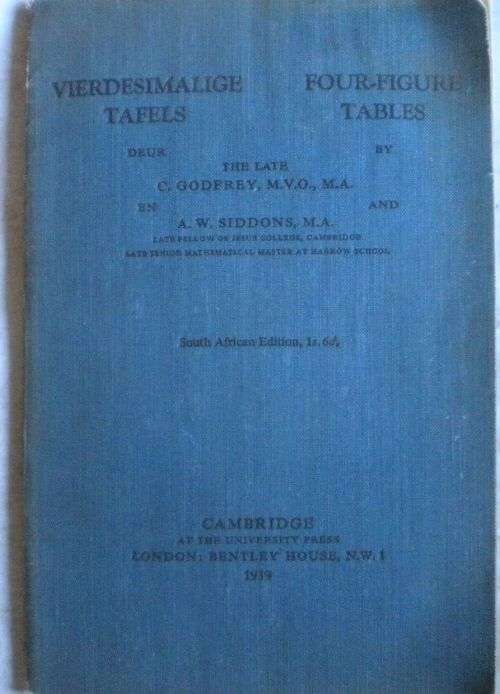 VIERDESIMALIGE FOUR-FIGURE
TAFELS TABLES
DEUR BY
THE LATE
C. GODFREY, M.V.O., M.A.
EN AND
A. W. SIDDONS, M.A.
LATE FELLOW OF JESUS COLLEGE, CAMBRIDGE
LATE SENIOR MATHEMATICAL MASTER AT HARROW SCHOOL
South African Edition, 1s. 6d.
CAMBRIDGE
AT THE UNIVERSITY PRESS
LONDON: BENTLEY HOUSE, N.W. 1
1939